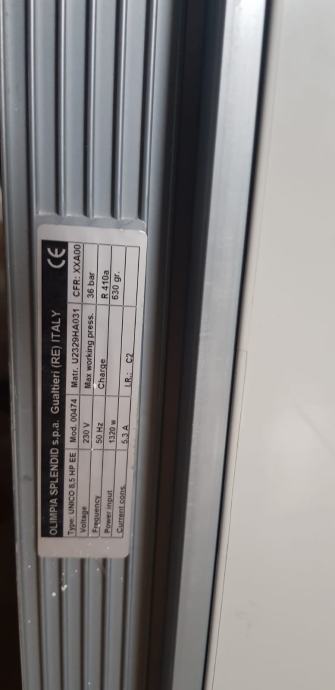 OLIMPIA SPLENDID s.p.a. Gualtieri (RE) ITALY CE
Type: UNICO 8,5 HP EE Mod. 00474 Matr. U2329HA031 CFR: XXA00
Voltage 230 V Max working press. 36 bar
Frequency 50 Hz Charge R 410a
Power input 1320 w 630 gr.
Current cons. 5.3 A I.R.: C2